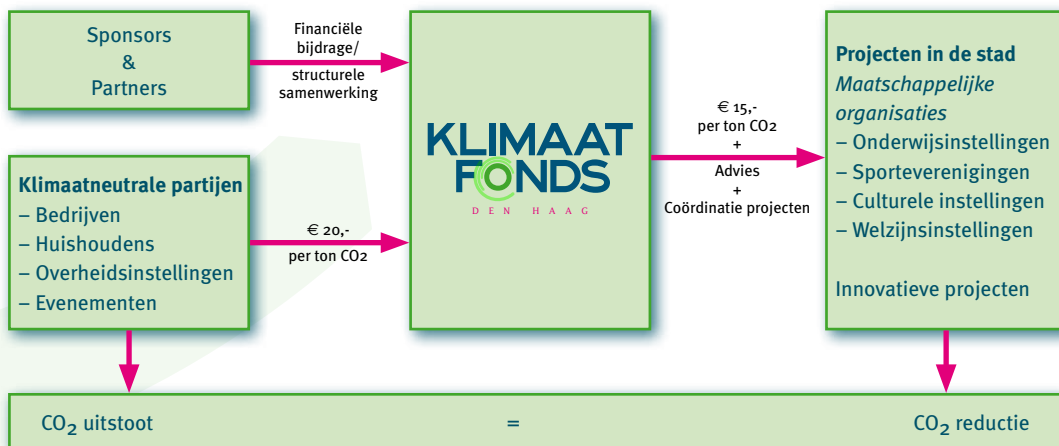 Sponsors
&
Partners
Financiële
bijdrage/
structurele
samenwerking
Klimaatneutrale partijen
– Bedrijven
– Huishoudens
– Overheidsinstellingen
– Evenementen
€ 20,-
per ton CO2
KLIMAAT
FONDS
DEN HAAG
€ 15,-
per ton CO2
+
Advies
+
Coördinatie projecten
Projecten in de stad
Maatschappelijke
organisaties
– Onderwijsinstellingen
– Sporteverenigingen
– Culturele instellingen
– Welzijnsinstellingen
Innovatieve projecten
CO2 uitstoot = CO2 reductie